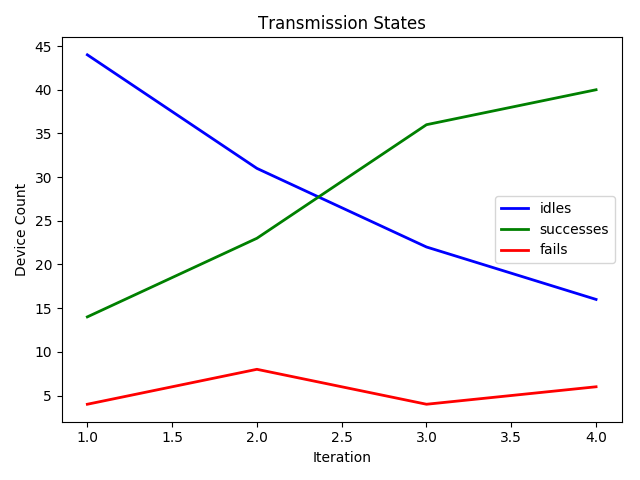 Transmission States
Device Count
45
40
35
30
25
20
15
10
5
idles
successes
fails
1.0 1.5 2.0 2.5 3.0 3.5 4.0
Iteration